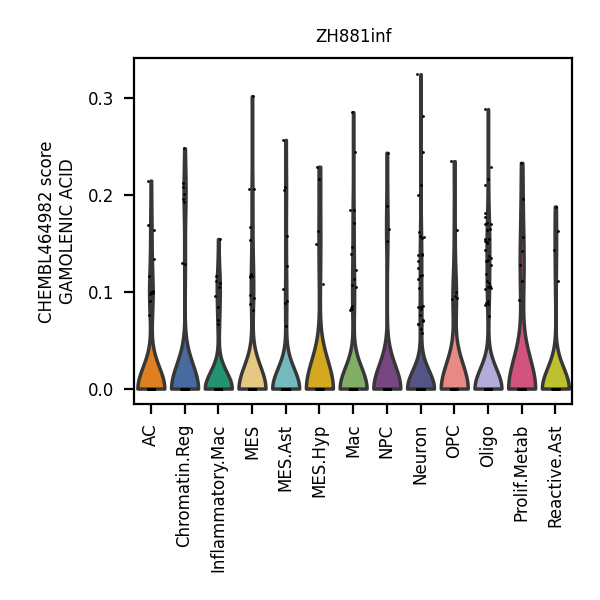 ZH881inf
CHEMBL464982 score
GAMOLENIC ACID
0.3
0.2
0.1
0.0
AC
Chromatin.Reg
Inflammatory.Mac
MES
MES.Ast
MES.Hyp
Mac
NPC
Neuron
OPC
Oligo
Prolif.Metab
Reactive.Ast